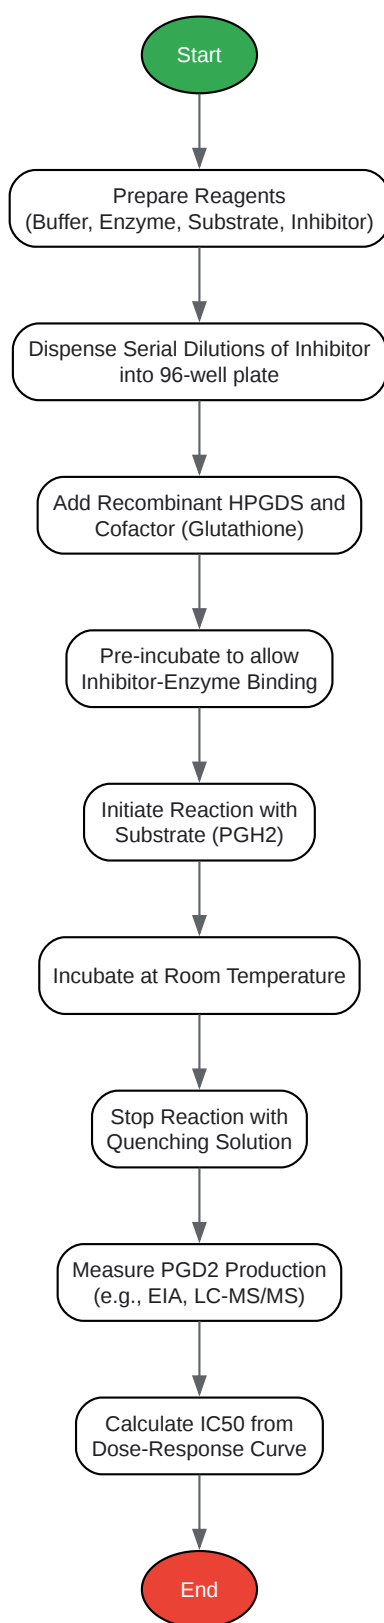 Start
Prepare Reagents
(Buffer, Enzyme, Substrate, Inhibitor)
Dispense Serial Dilutions of Inhibitor
into 96-well plate
Add Recombinant HPGDS and
Cofactor (Glutathione)
Pre-incubate to allow
Inhibitor-Enzyme Binding
Initiate Reaction with
Substrate (PGH2)
Incubate at Room Temperature
Stop Reaction with
Quenching Solution
Measure PGD2 Production
(e.g., EIA, LC-MS/MS)
Calculate IC50 from
Dose-Response Curve
End